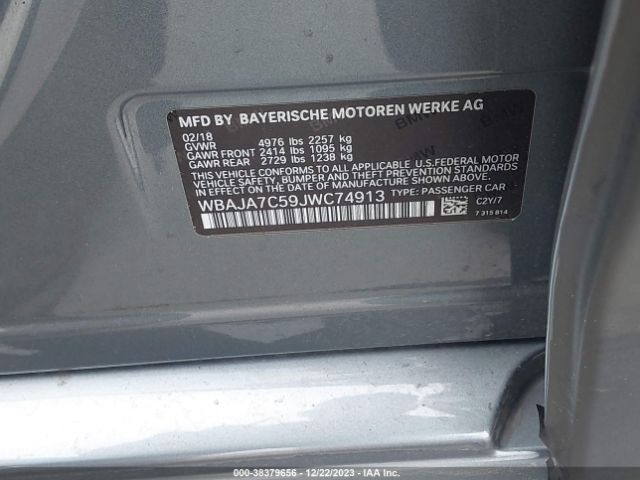 MFD BY BAYERISCHE MOTOREN WERKE AG
02/18
GVWR 4976 lbs 2257 kg
GAWR FRONT 2414 lbs 1095 kg
GAWR REAR 2729 lbs 1238 kg
THIS VEHICLE CONFORMS TO ALL APPLICABLE U.S.FEDERAL MOTOR
VEHICLE SAFETY, BUMPER, AND THEFT PREVENTION STANDARDS
IN EFFECT ON THE DATE OF MANUFACTURE SHOWN ABOVE.
WBAJA7C59JWC74913 TYPE: PASSENGER CAR
C2Y/7
7 315 814
000-38379656 - 12/22/2023 - IAA Inc.